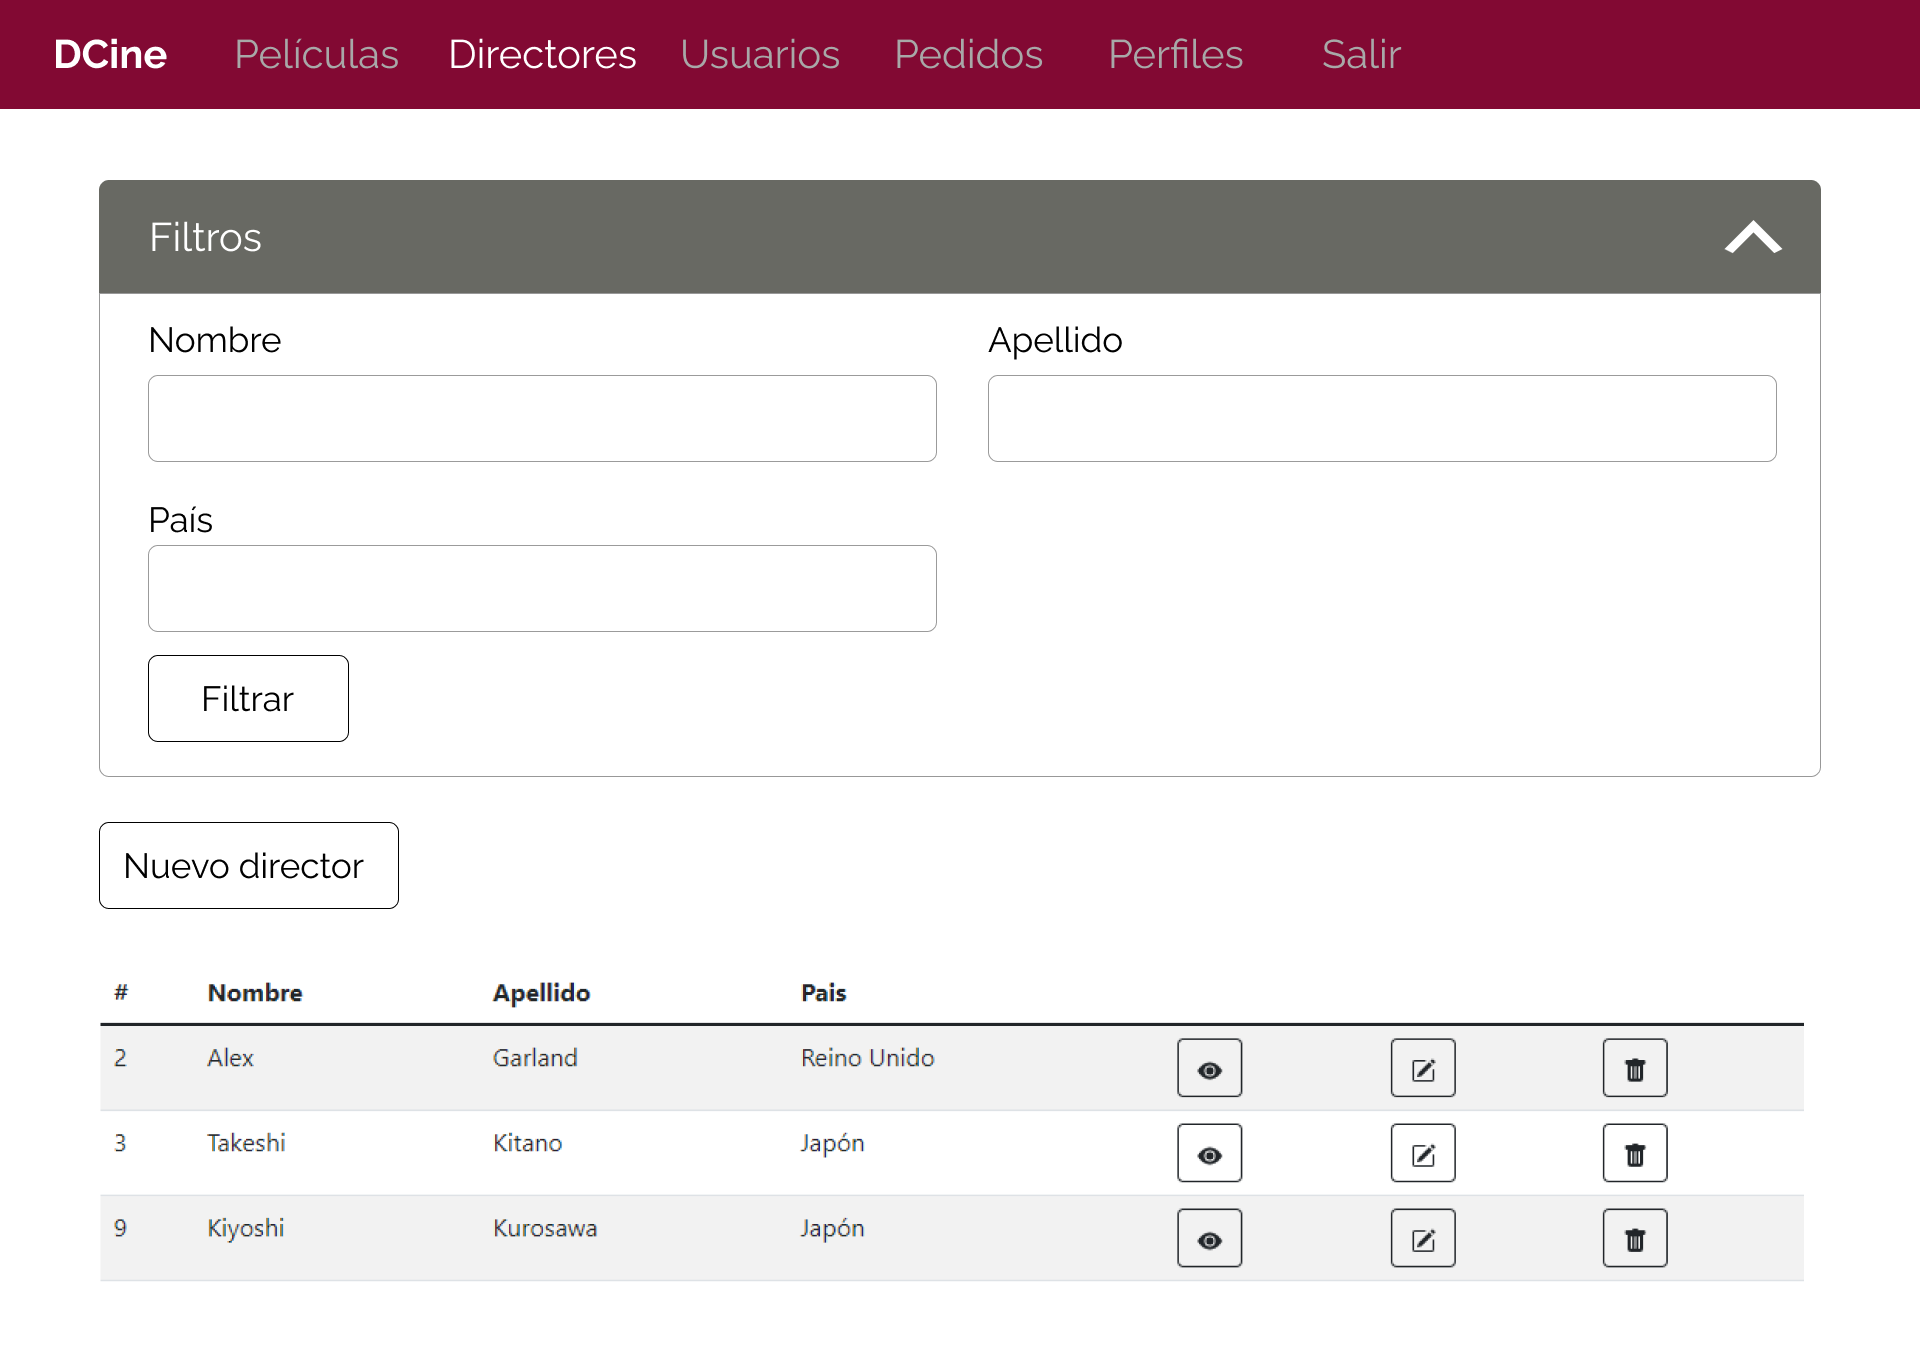 DCine Películas Directores Usuarios Pedidos Perfiles Salir
Filtros
Nombre Apellido
País
Filtrar
Nuevo director
# Nombre Apellido Pais
2 Alex Garland Reino Unido
3 Takeshi Kitano Japón
9 Kiyoshi Kurosawa Japón